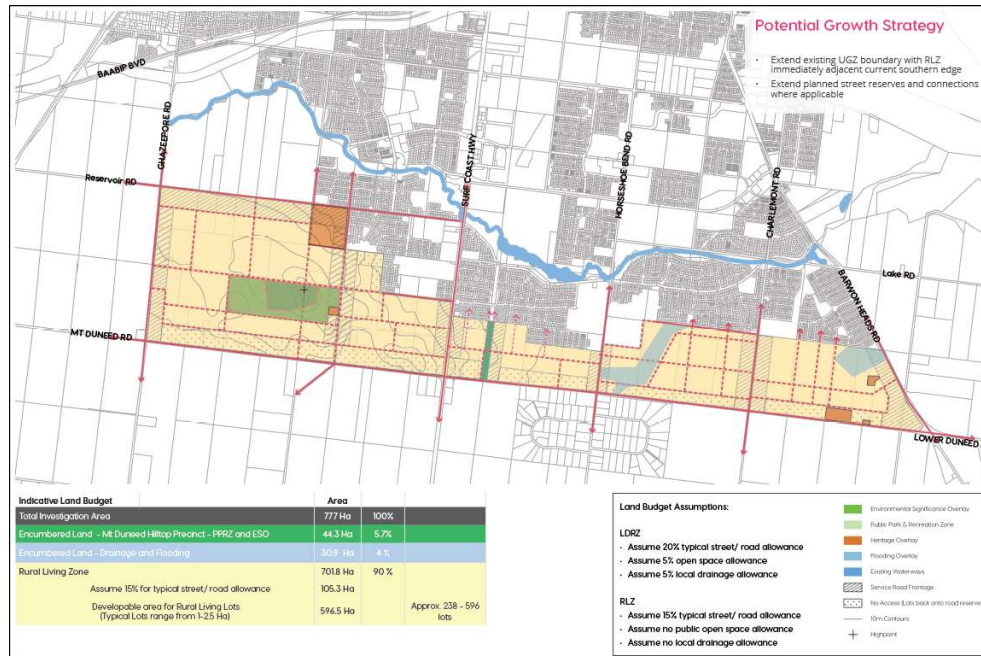 Potential Growth Strategy
• Extend existing UGZ boundary with RLZ
immediately adjacent current southern edge
• Extend planned street reserves and connections
where applicable
BAABIP BVD
GHAZEEPORE RD
SURF COAST HWY
HORSESHOE BEND RD
CHARLEMONT RD
Reservoir RD
Lake RD
BARWON HEADS RD
MT DUNEED RD
LOWER DUNEED
Indicative Land Budget Area
Total Investigation Area 777 Ha 100%
Encumbered Land - Mt Duneed Hilltop Precinct - PPRZ and ESO 44.3 Ha 5.7%
Encumbered Land - Drainage and Flooding 30.9 Ha 4 %
Rural Living Zone 701.8 Ha 90 %
Assume 15% for typical street/ road allowance 105.3 Ha
Developable area for Rural Living Lots 596.5 Ha Approx. 238 - 596
(Typical Lots range from 1-2.5 Ha) lots
Land Budget Assumptions:
LDRZ
- Assume 20% typical street/ road allowance
- Assume 5% open space allowance
- Assume 5% local drainage allowance
RLZ
- Assume 15% typical street/ road allowance
- Assume no public open space allowance
- Assume no local drainage allowance
Environmental Significance Overlay
Public Park & Recreation Zone
Heritage Overlay
Flooding Overlay
Existing Waterways
Service Road Frontage
No Access (Lots back onto road reserve)
10m Contours
Highpoint